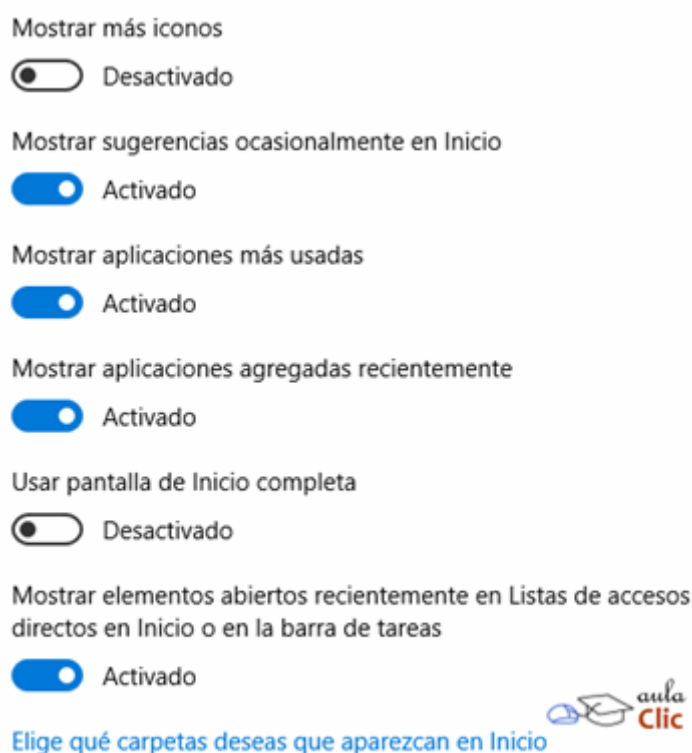 Mostrar más iconos
Desactivado
Mostrar sugerencias ocasionalmente en Inicio
Activado
Mostrar aplicaciones más usadas
Activado
Mostrar aplicaciones agregadas recientemente
Activado
Usar pantalla de Inicio completa
Desactivado
Mostrar elementos abiertos recientemente en Listas de accesos
directos en Inicio o en la barra de tareas
Activado
aula
Clic
Elige qué carpetas deseas que aparezcan en Inicio